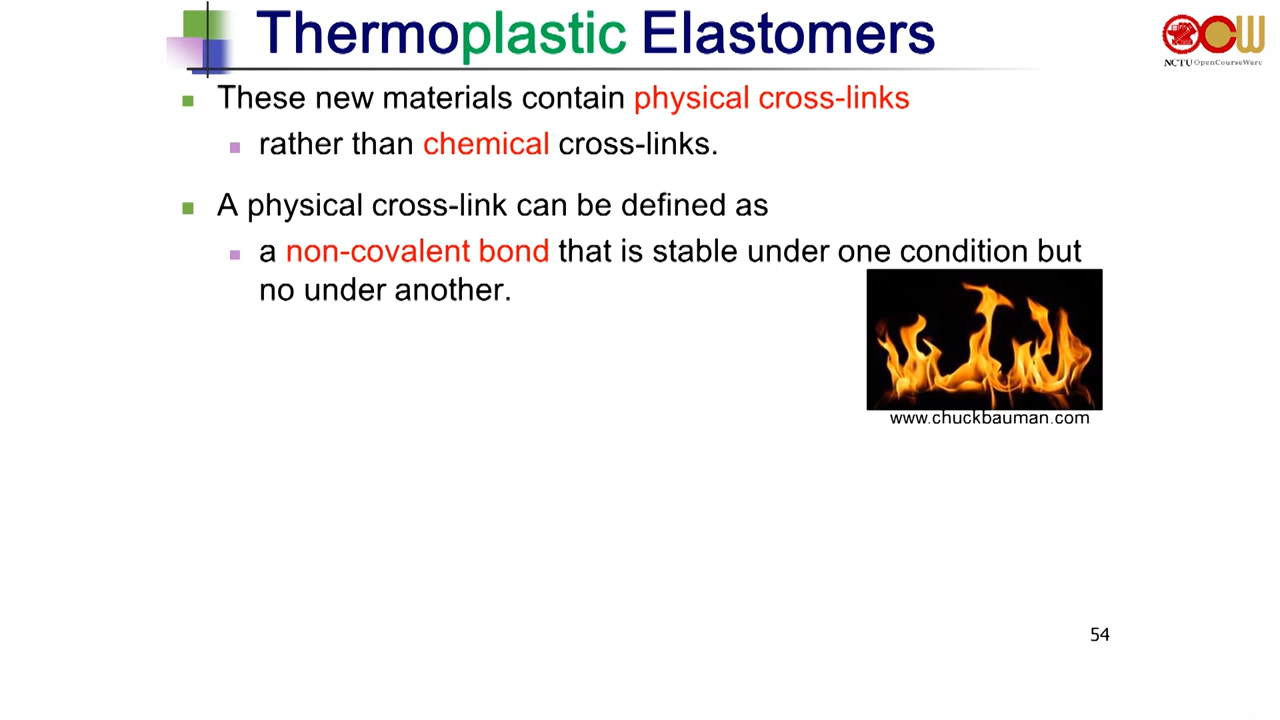 Thermoplastic Elastomers
OCW
NCTU OpenCourseWare
These new materials contain physical cross-links
rather than chemical cross-links.
A physical cross-link can be defined as
a non-covalent bond that is stable under one condition but
no under another.
www.chuckbauman.com
54